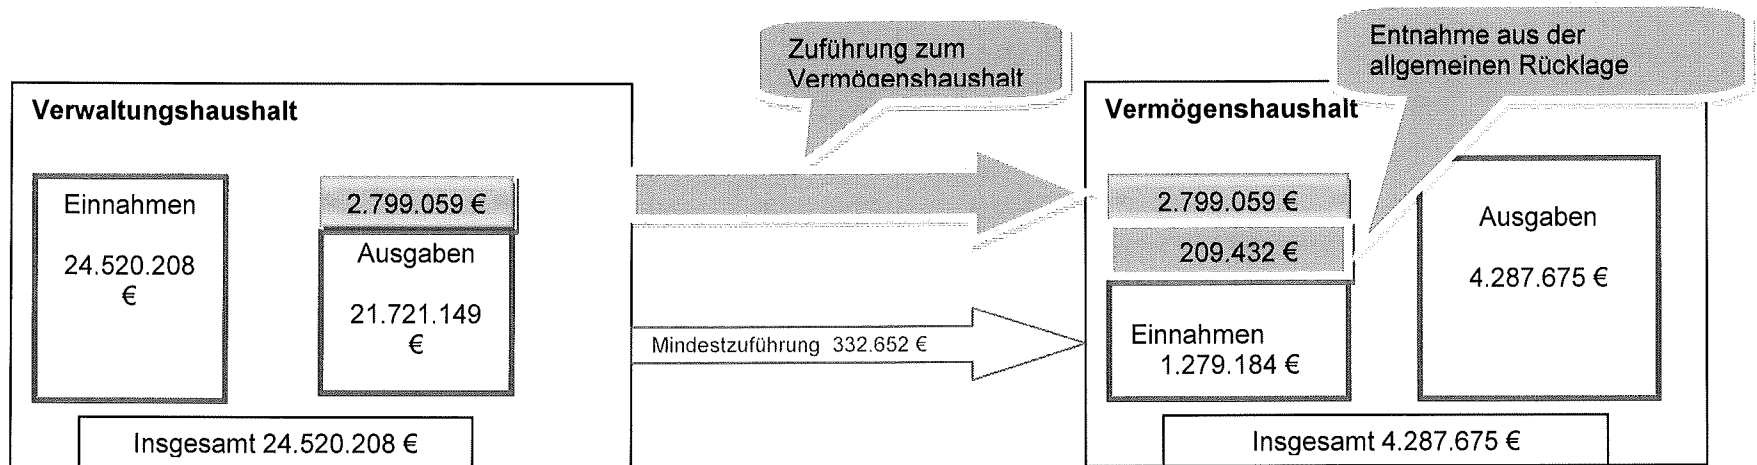 Zuführung zum
Vermögenshaushalt
Entnahme aus der
allgemeinen Rücklage
Verwaltungshaushalt
Einnahmen
24.520.208
€
2.799.059 €
Ausgaben
21.721.149
€
Insgesamt 24.520.208 €
Mindestzuführung 332.652 €
Vermögenshaushalt
2.799.059 €
209.432 €
Einnahmen
1.279.184 €
Ausgaben
4.287.675 €
Insgesamt 4.287.675 €